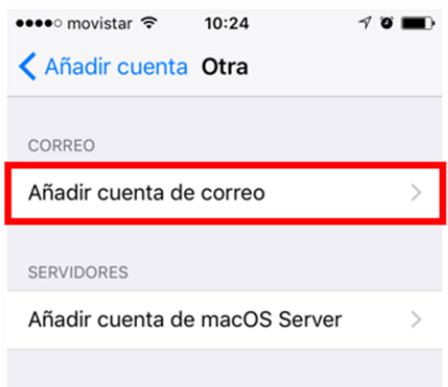 movistar 10:24
Añadir cuenta Otra
CORREO
Añadir cuenta de correo
SERVIDORES
Añadir cuenta de macOS Server